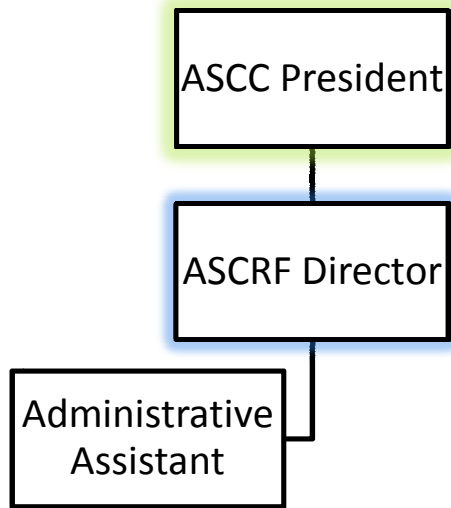 ASCC President
ASCRF Director
Administrative
Assistant